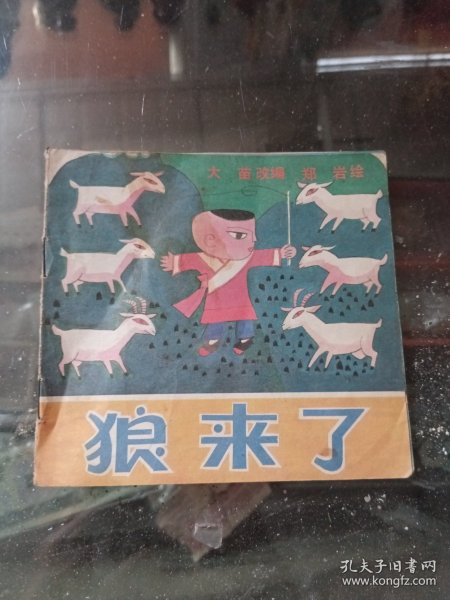 大 苗改编 郑 岩绘
狼来了
孔夫子旧书网
www.kongfz.com